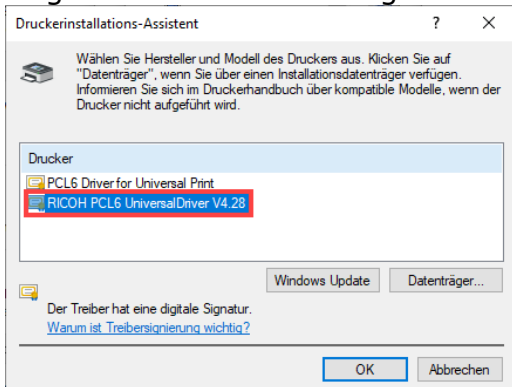 Druckerinstallations-Assistent
Wählen Sie Hersteller und Modell des Druckers aus. Klicken Sie auf
"Datenträger", wenn Sie über einen Installationsdatenträger verfügen.
Informieren Sie sich im Druckerhandbuch über kompatible Modelle, wenn der
Drucker nicht aufgeführt wird.
Drucker
PCL6 Driver for Universal Print
RICOH PCL6 UniversalDriver V4.28
Windows Update Datenträger...
Der Treiber hat eine digitale Signatur.
Warum ist Treibersignierung wichtig?
OK Abbrechen